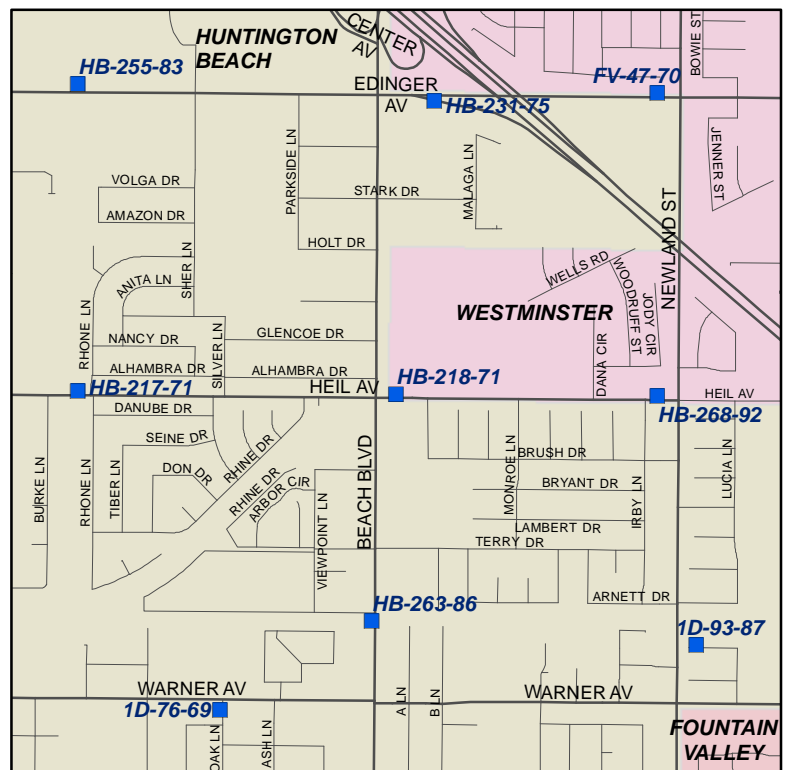 HUNTINGTON
BEACH
CENTER
AV
BOWIE ST
HB-255-83
EDINGER
AV
HB-231-75
FV-47-70
PARKSIDE LN
MALAGA LN
JENNER ST
VOLGA DR
STARK DR
AMAZON DR
NEWLAND ST
HOLT DR
SHER LN
ANITA LN
WELLS RD
WOODRUFF ST
JODY CIR
WESTMINSTER
RHONE LN
NANCY DR
SILVER LN
GLENCOE DR
DANA CIR
ALHAMBRA DR
ALHAMBRA DR
HB-217-71
HEIL AV
HB-218-71
HEIL AV
HB-268-92
DANUBE DR
SEINE DR
RHINE DR
DON DR
BURKE LN
RHONE LN
TIBER LN
RHINE DR
ARBOR CIR
VIEWPOINT LN
BEACH BLVD
MONROE LN
BRUSH DR
BRYANT DR
IRBY LN
LUCIA LN
LAMBERT DR
TERRY DR
ARNETT DR
HB-263-86
1D-93-87
WARNER AV
WARNER AV
1D-76-69
OAK LN
ASH LN
A LN
B LN
FOUNTAIN
VALLEY